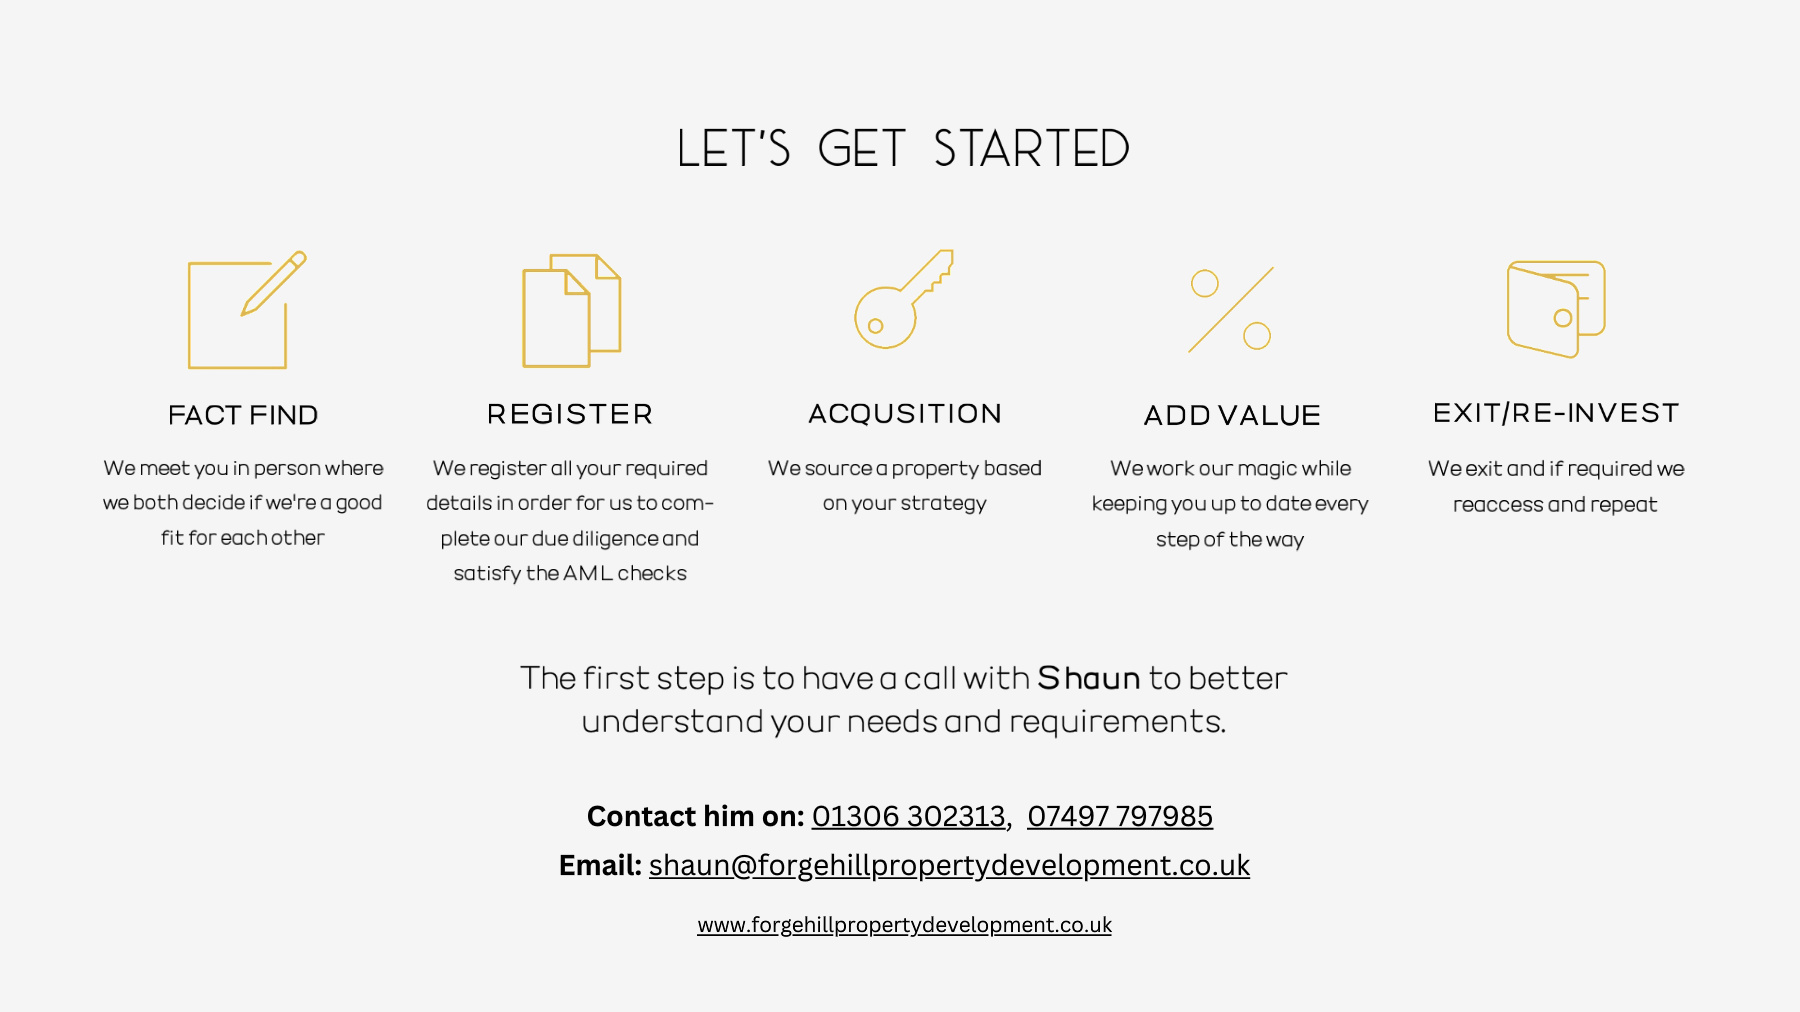 LET'S GET STARTED
FACT FIND
We meet you in person where
we both decide if we're a good
fit for each other
REGISTER
We register all your required
details in order for us to com-
plete our due diligence and
satisfy the AML checks
ACQUSITION
We source a property based
on your strategy
ADD VALUE
We work our magic while
keeping you up to date every
step of the way
EXIT/RE-INVEST
We exit and if required we
reaccess and repeat
The first step is to have a call with Shaun to better
understand your needs and requirements.
Contact him on: 01306 302313, 07497 797985
Email: shaun@forgehillpropertydevelopment.co.uk
www.forgehillpropertydevelopment.co.uk